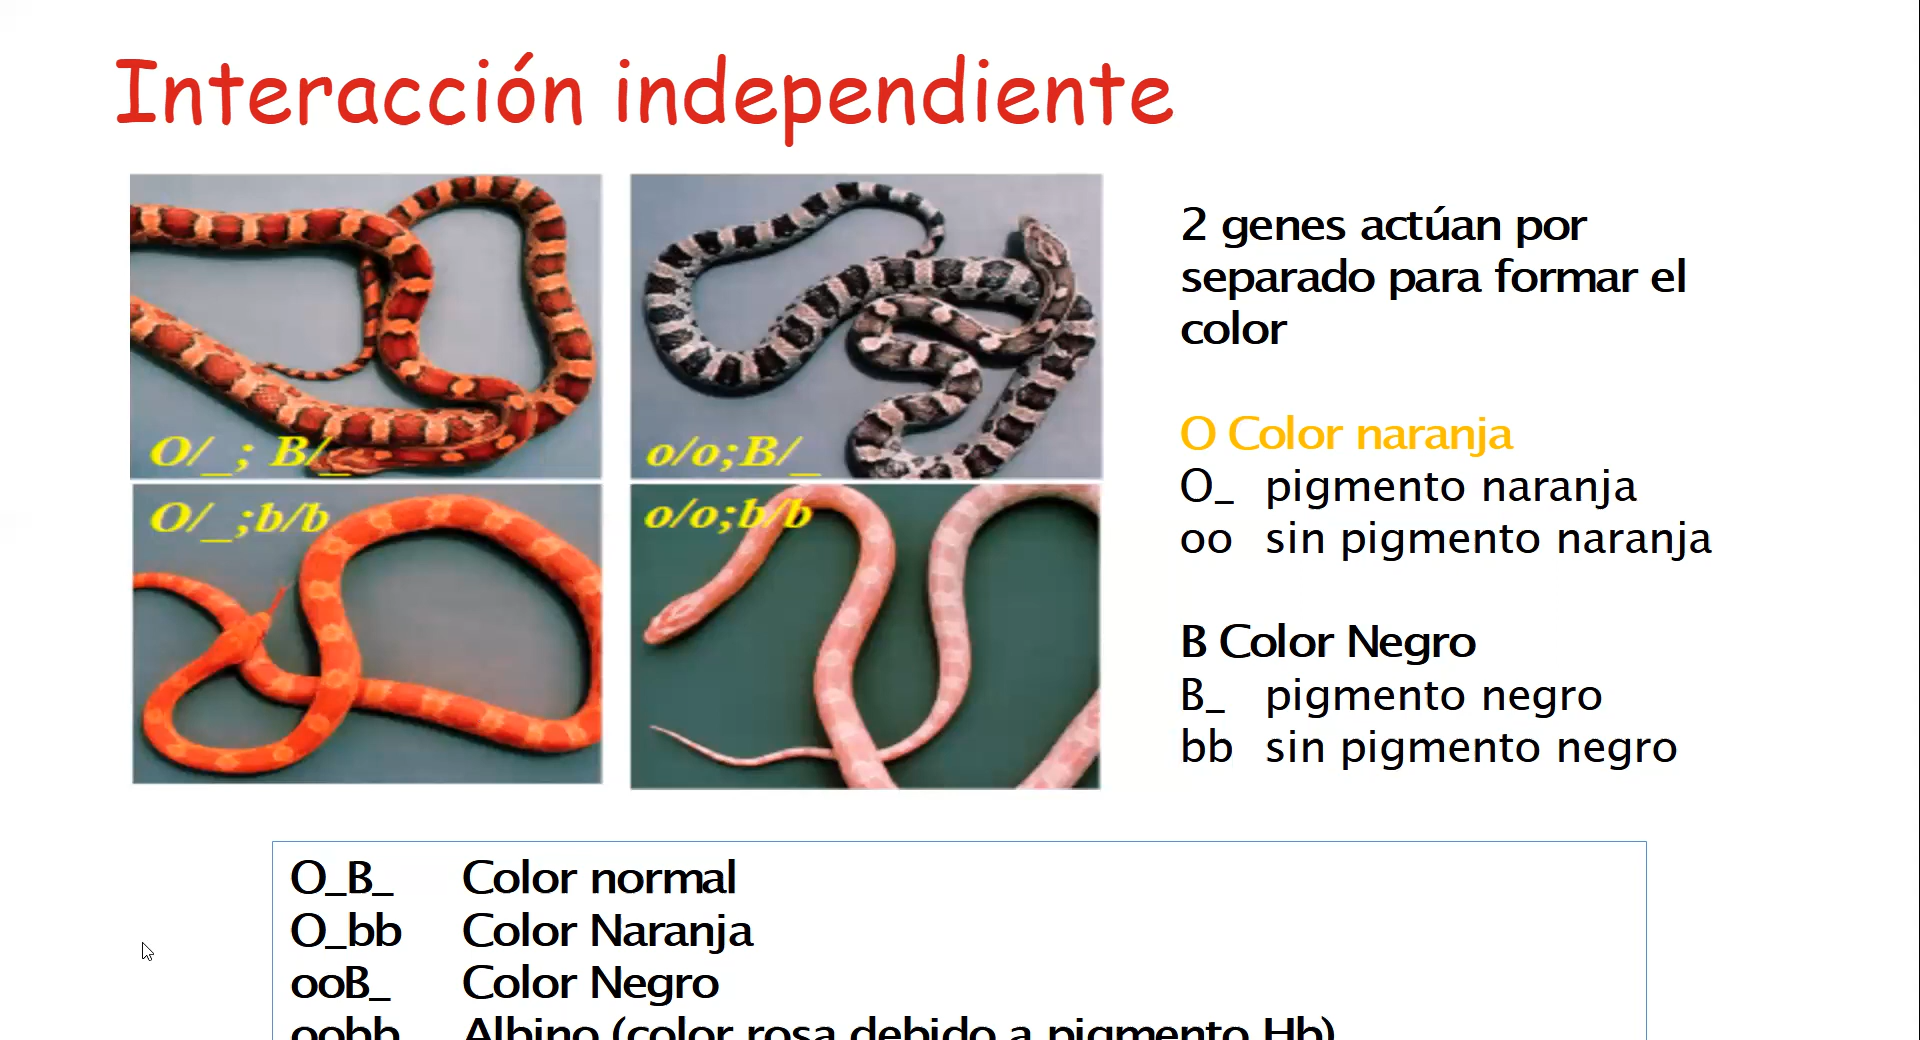 Interacción independiente
O/_; B/_
o/o;B/_
O/_;b/b
o/o;b/b
2 genes actúan por
separado para formar el
color
O Color naranja
O_ pigmento naranja
oo sin pigmento naranja
B Color Negro
B_ pigmento negro
bb sin pigmento negro
O_B_ Color normal
O_bb Color Naranja
ooB_ Color Negro
oobb Albino (color rosa debido a pigmento Hb)